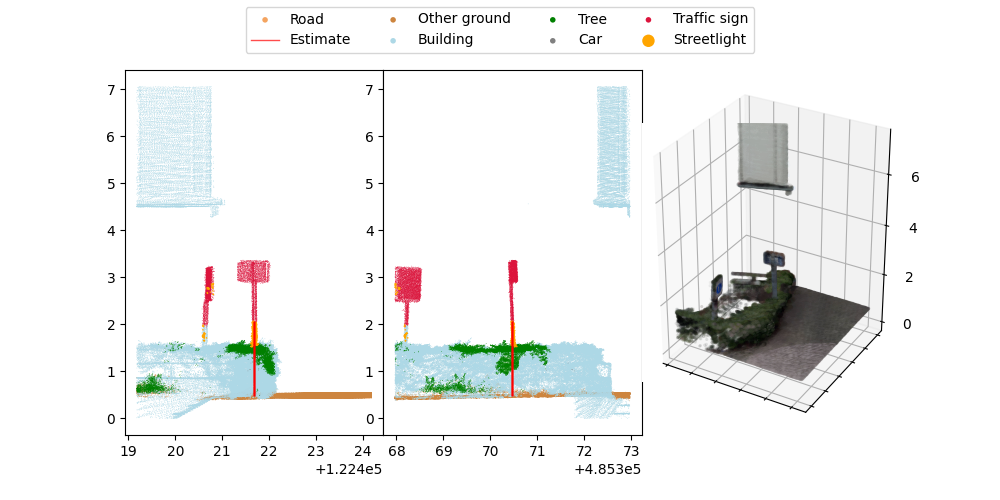 Road Other ground Tree Traffic sign
Estimate Building Car Streetlight
7 7
6 6 6
5 5
4 4 4
3 3
2 2 2
1 1
0 0 0
19 20 21 22 23 24 68 69 70 71 72 73
+1.224e5 +4.853e5